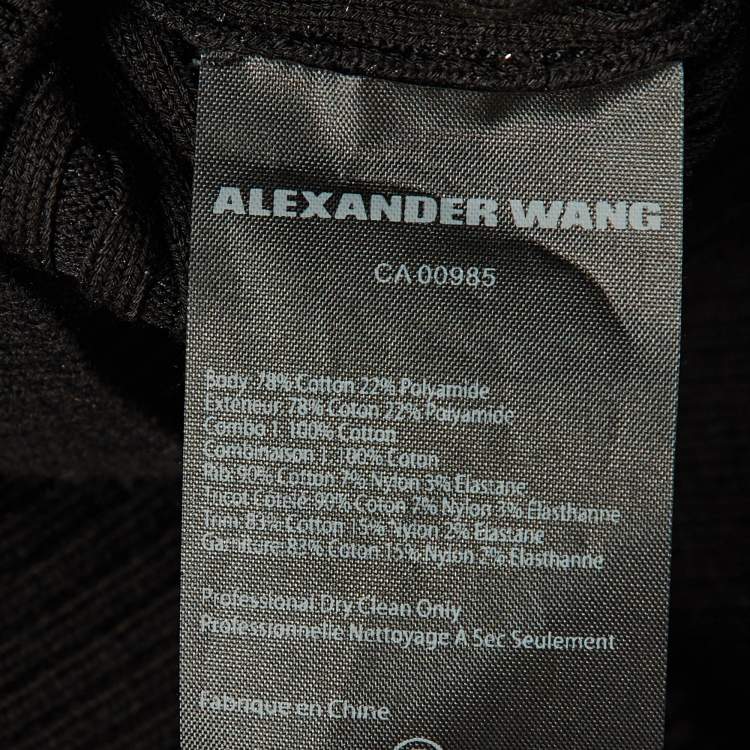 ALEXANDER WANG
CA 00985
Body: 78% Cotton 22% Polyamide
Exterieur: 78% Coton 22% Polyamide
Combo 1: 100% Cotton
Combinaison 1: 100% Coton
Rib: 90% Cotton 7% Nylon 3% Elastane
Tricot Cotele: 90% Coton 7% Nylon 3% Elasthanne
Trim: 83% Cotton 15% Nylon 2% Elastane
Garniture: 83% Coton 15% Nylon 2% Elasthanne
Professional Dry Clean Only
Professionnelle Nettoyage A Sec Seulement
Fabrique en Chine